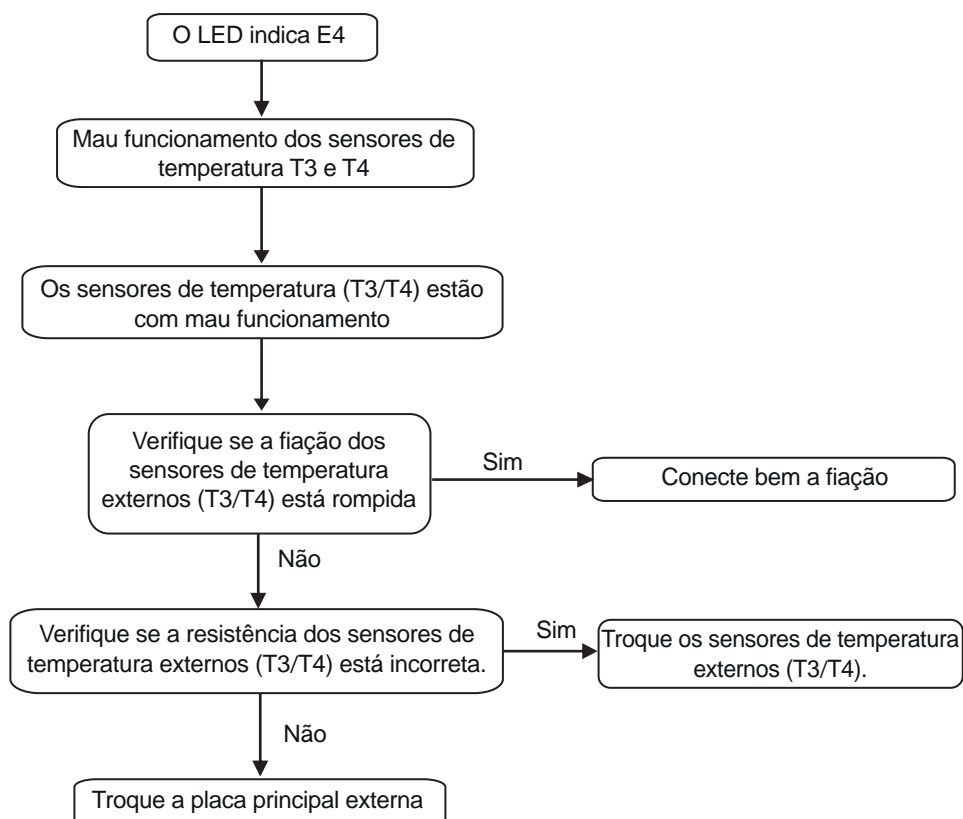 O LED indica E4
Mau funcionamento dos sensores de
temperatura T3 e T4
Os sensores de temperatura (T3/T4) estão
com mau funcionamento
Verifique se a fiação dos
sensores de temperatura
externos (T3/T4) está rompida
Sim
Conecte bem a fiação
Não
Verifique se a resistência dos sensores de
temperatura externos (T3/T4) está incorreta.
Sim
Troque os sensores de temperatura
externos (T3/T4).
Não
Troque a placa principal externa